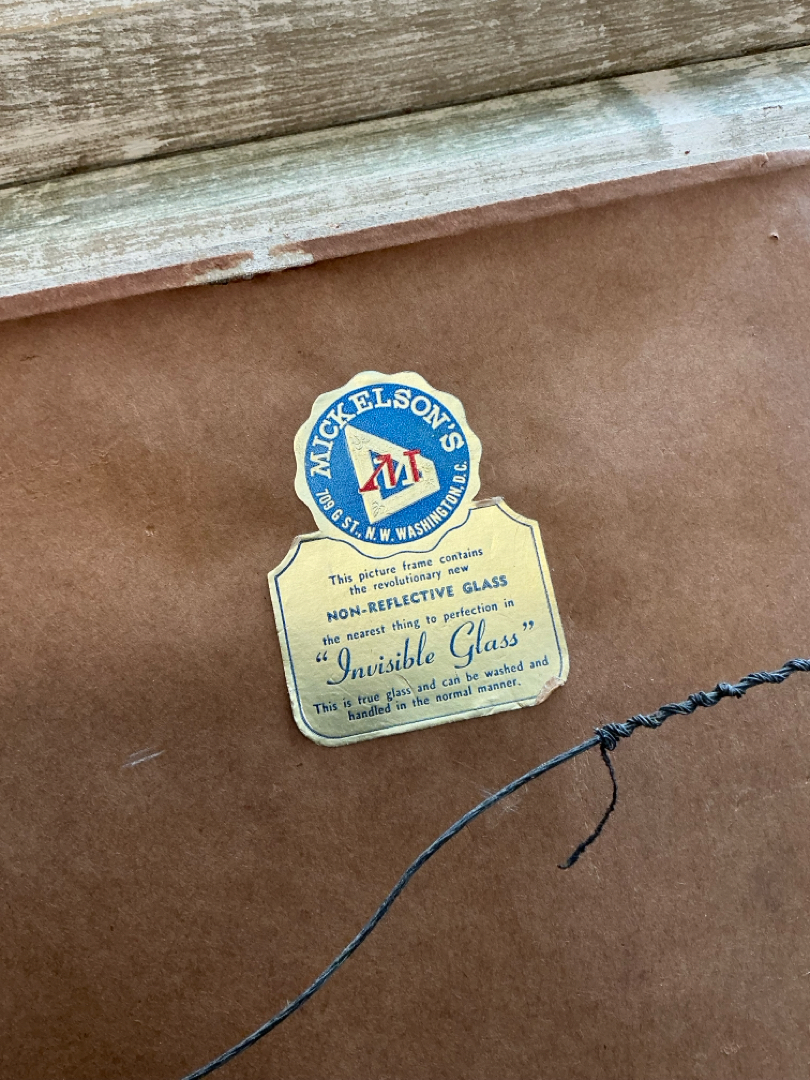 MICKELSON'S
M
709 G ST., N.W. WASHINGTON, D.C.
This picture frame contains
the revolutionary new
NON-REFLECTIVE GLASS
the nearest thing to perfection in
"Invisible Glass"
This is true glass and can be washed and
handled in the normal manner.